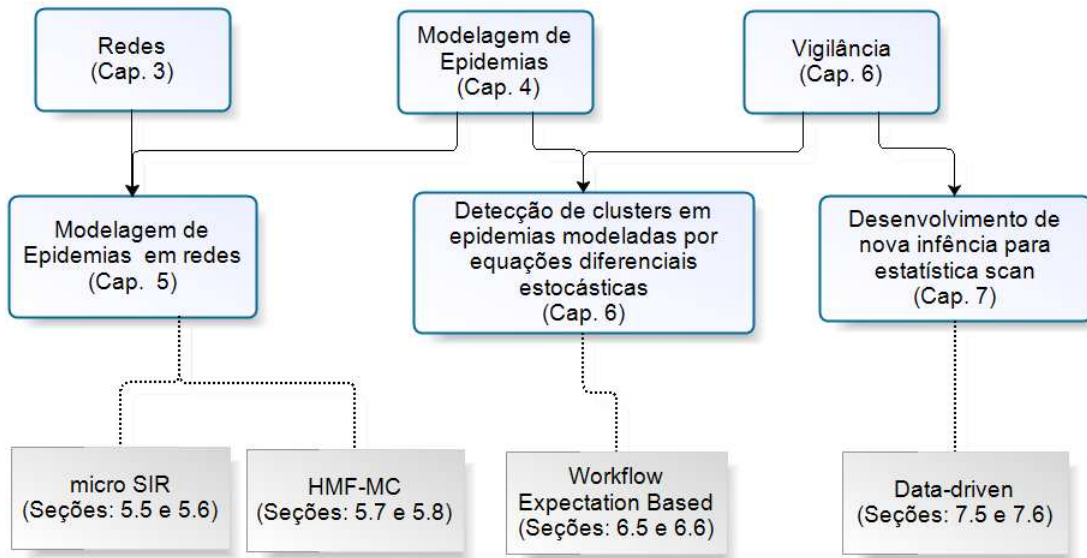 Redes
(Cap. 3)
Modelagem de
Epidemias
(Cap. 4)
Vigilância
(Cap. 6)
Modelagem de
Epidemias em redes
(Cap. 5)
Detecção de clusters em
epidemias modeladas por
equações diferenciais
estocásticas
(Cap. 6)
Desenvolvimento de
nova infência para
estatística scan
(Cap. 7)
micro SIR
(Seções: 5.5 e 5.6)
HMF-MC
(Seções: 5.7 e 5.8)
Workflow
Expectation Based
(Seções: 6.5 e 6.6)
Data-driven
(Seções: 7.5 e 7.6)